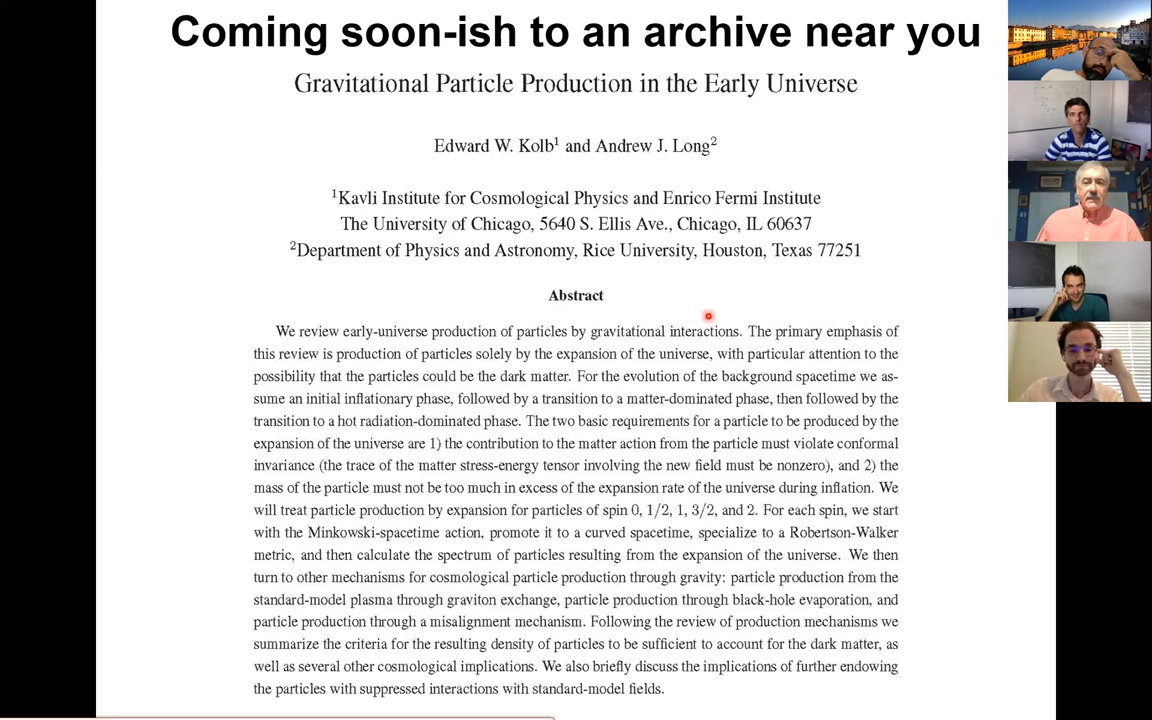 Coming soon-ish to an archive near you
Gravitational Particle Production in the Early Universe
Edward W. Kolb¹ and Andrew J. Long²
¹Kavli Institute for Cosmological Physics and Enrico Fermi Institute
The University of Chicago, 5640 S. Ellis Ave., Chicago, IL 60637
²Department of Physics and Astronomy, Rice University, Houston, Texas 77251
Abstract
We review early-universe production of particles by gravitational interactions. The primary emphasis of
this review is production of particles solely by the expansion of the universe, with particular attention to the
possibility that the particles could be the dark matter. For the evolution of the background spacetime we as-
sume an initial inflationary phase, followed by a transition to a matter-dominated phase, then followed by the
transition to a hot radiation-dominated phase. The two basic requirements for a particle to be produced by the
expansion of the universe are 1) the contribution to the matter action from the particle must violate conformal
invariance (the trace of the matter stress-energy tensor involving the new field must be nonzero), and 2) the
mass of the particle must not be too much in excess of the expansion rate of the universe during inflation. We
will treat particle production by expansion for particles of spin 0, 1/2, 1, 3/2, and 2. For each spin, we start
with the Minkowski-spacetime action, promote it to a curved spacetime, specialize to a Robertson-Walker
metric, and then calculate the spectrum of particles resulting from the expansion of the universe. We then
turn to other mechanisms for cosmological particle production through gravity: particle production from the
standard-model plasma through graviton exchange, particle production through black-hole evaporation, and
particle production through a misalignment mechanism. Following the review of production mechanisms we
summarize the criteria for the resulting density of particles to be sufficient to account for the dark matter, as
well as several other cosmological implications. We also briefly discuss the implications of further endowing
the particles with suppressed interactions with standard-model fields.